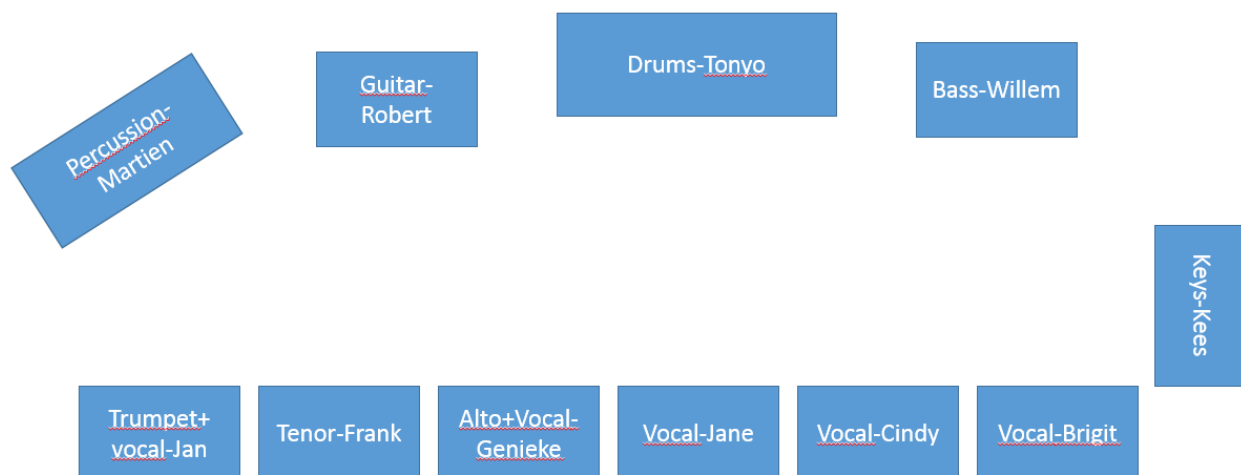 Percussion-
Martien
Guitar-
Robert
Drums-Tonyo
Bass-Willem
Keys-Kees
Trumpet+
vocal-Jan
Tenor-Frank
Alto+Vocal-
Genieke
Vocal-Jane
Vocal-Cindy
Vocal-Brigit